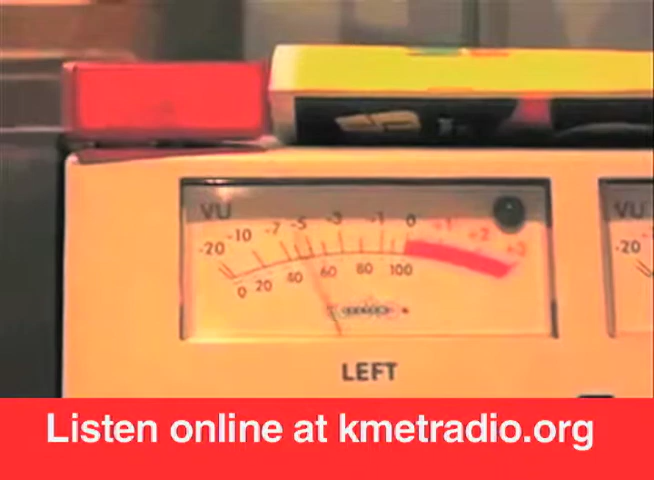 VU
-20 -10 -7 -5 -3 -1 0 +1 +2 +3
0 20 40 60 80 100
LEFT
VU
-20
Listen online at kmetradio.org